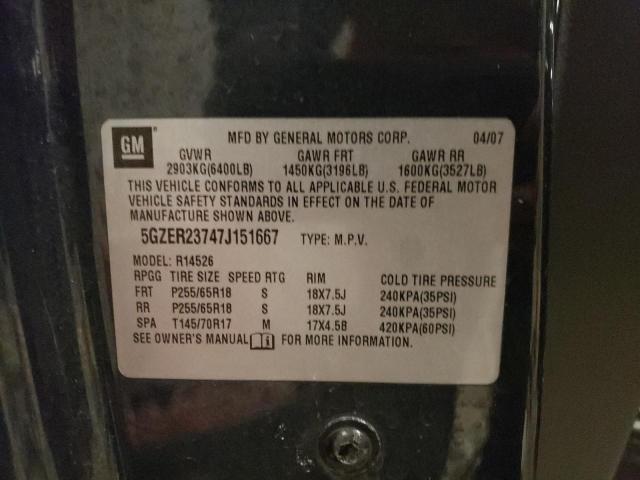 GM MFD BY GENERAL MOTORS CORP. 04/07
GVWR GAWR FRT GAWR RR
2903KG(6400LB) 1450KG(3196LB) 1600KG(3527LB)
THIS VEHICLE CONFORMS TO ALL APPLICABLE U.S. FEDERAL MOTOR
VEHICLE SAFETY STANDARDS IN EFFECT ON THE DATE OF
MANUFACTURE SHOWN ABOVE.
5GZER23747J151667 TYPE: M.P.V.
MODEL: R14526
RPGG TIRE SIZE SPEED RTG RIM COLD TIRE PRESSURE
FRT P255/65R18 S 18X7.5J 240KPA(35PSI)
RR P255/65R18 S 18X7.5J 240KPA(35PSI)
SPA T145/70R17 M 17X4.5B 420KPA(60PSI)
SEE OWNER'S MANUAL i FOR MORE INFORMATION.